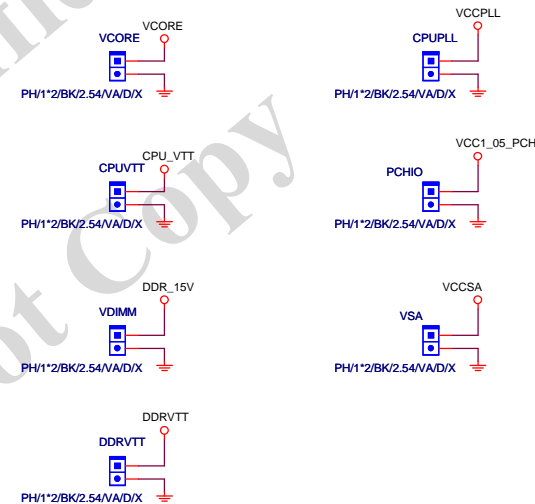 VCORE
VCORE
PH/1*2/BK/2.54/VA/D/X
VCCPLL
CPUPLL
PH/1*2/BK/2.54/VA/D/X
CPU_VTT
CPUVTT
PH/1*2/BK/2.54/VA/D/X
VCC1_05_PCH
PCHIO
PH/1*2/BK/2.54/VA/D/X
DDR_15V
VDIMM
PH/1*2/BK/2.54/VA/D/X
VCCSA
VSA
PH/1*2/BK/2.54/VA/D/X
DDRVTT
DDRVTT
PH/1*2/BK/2.54/VA/D/X
Copy